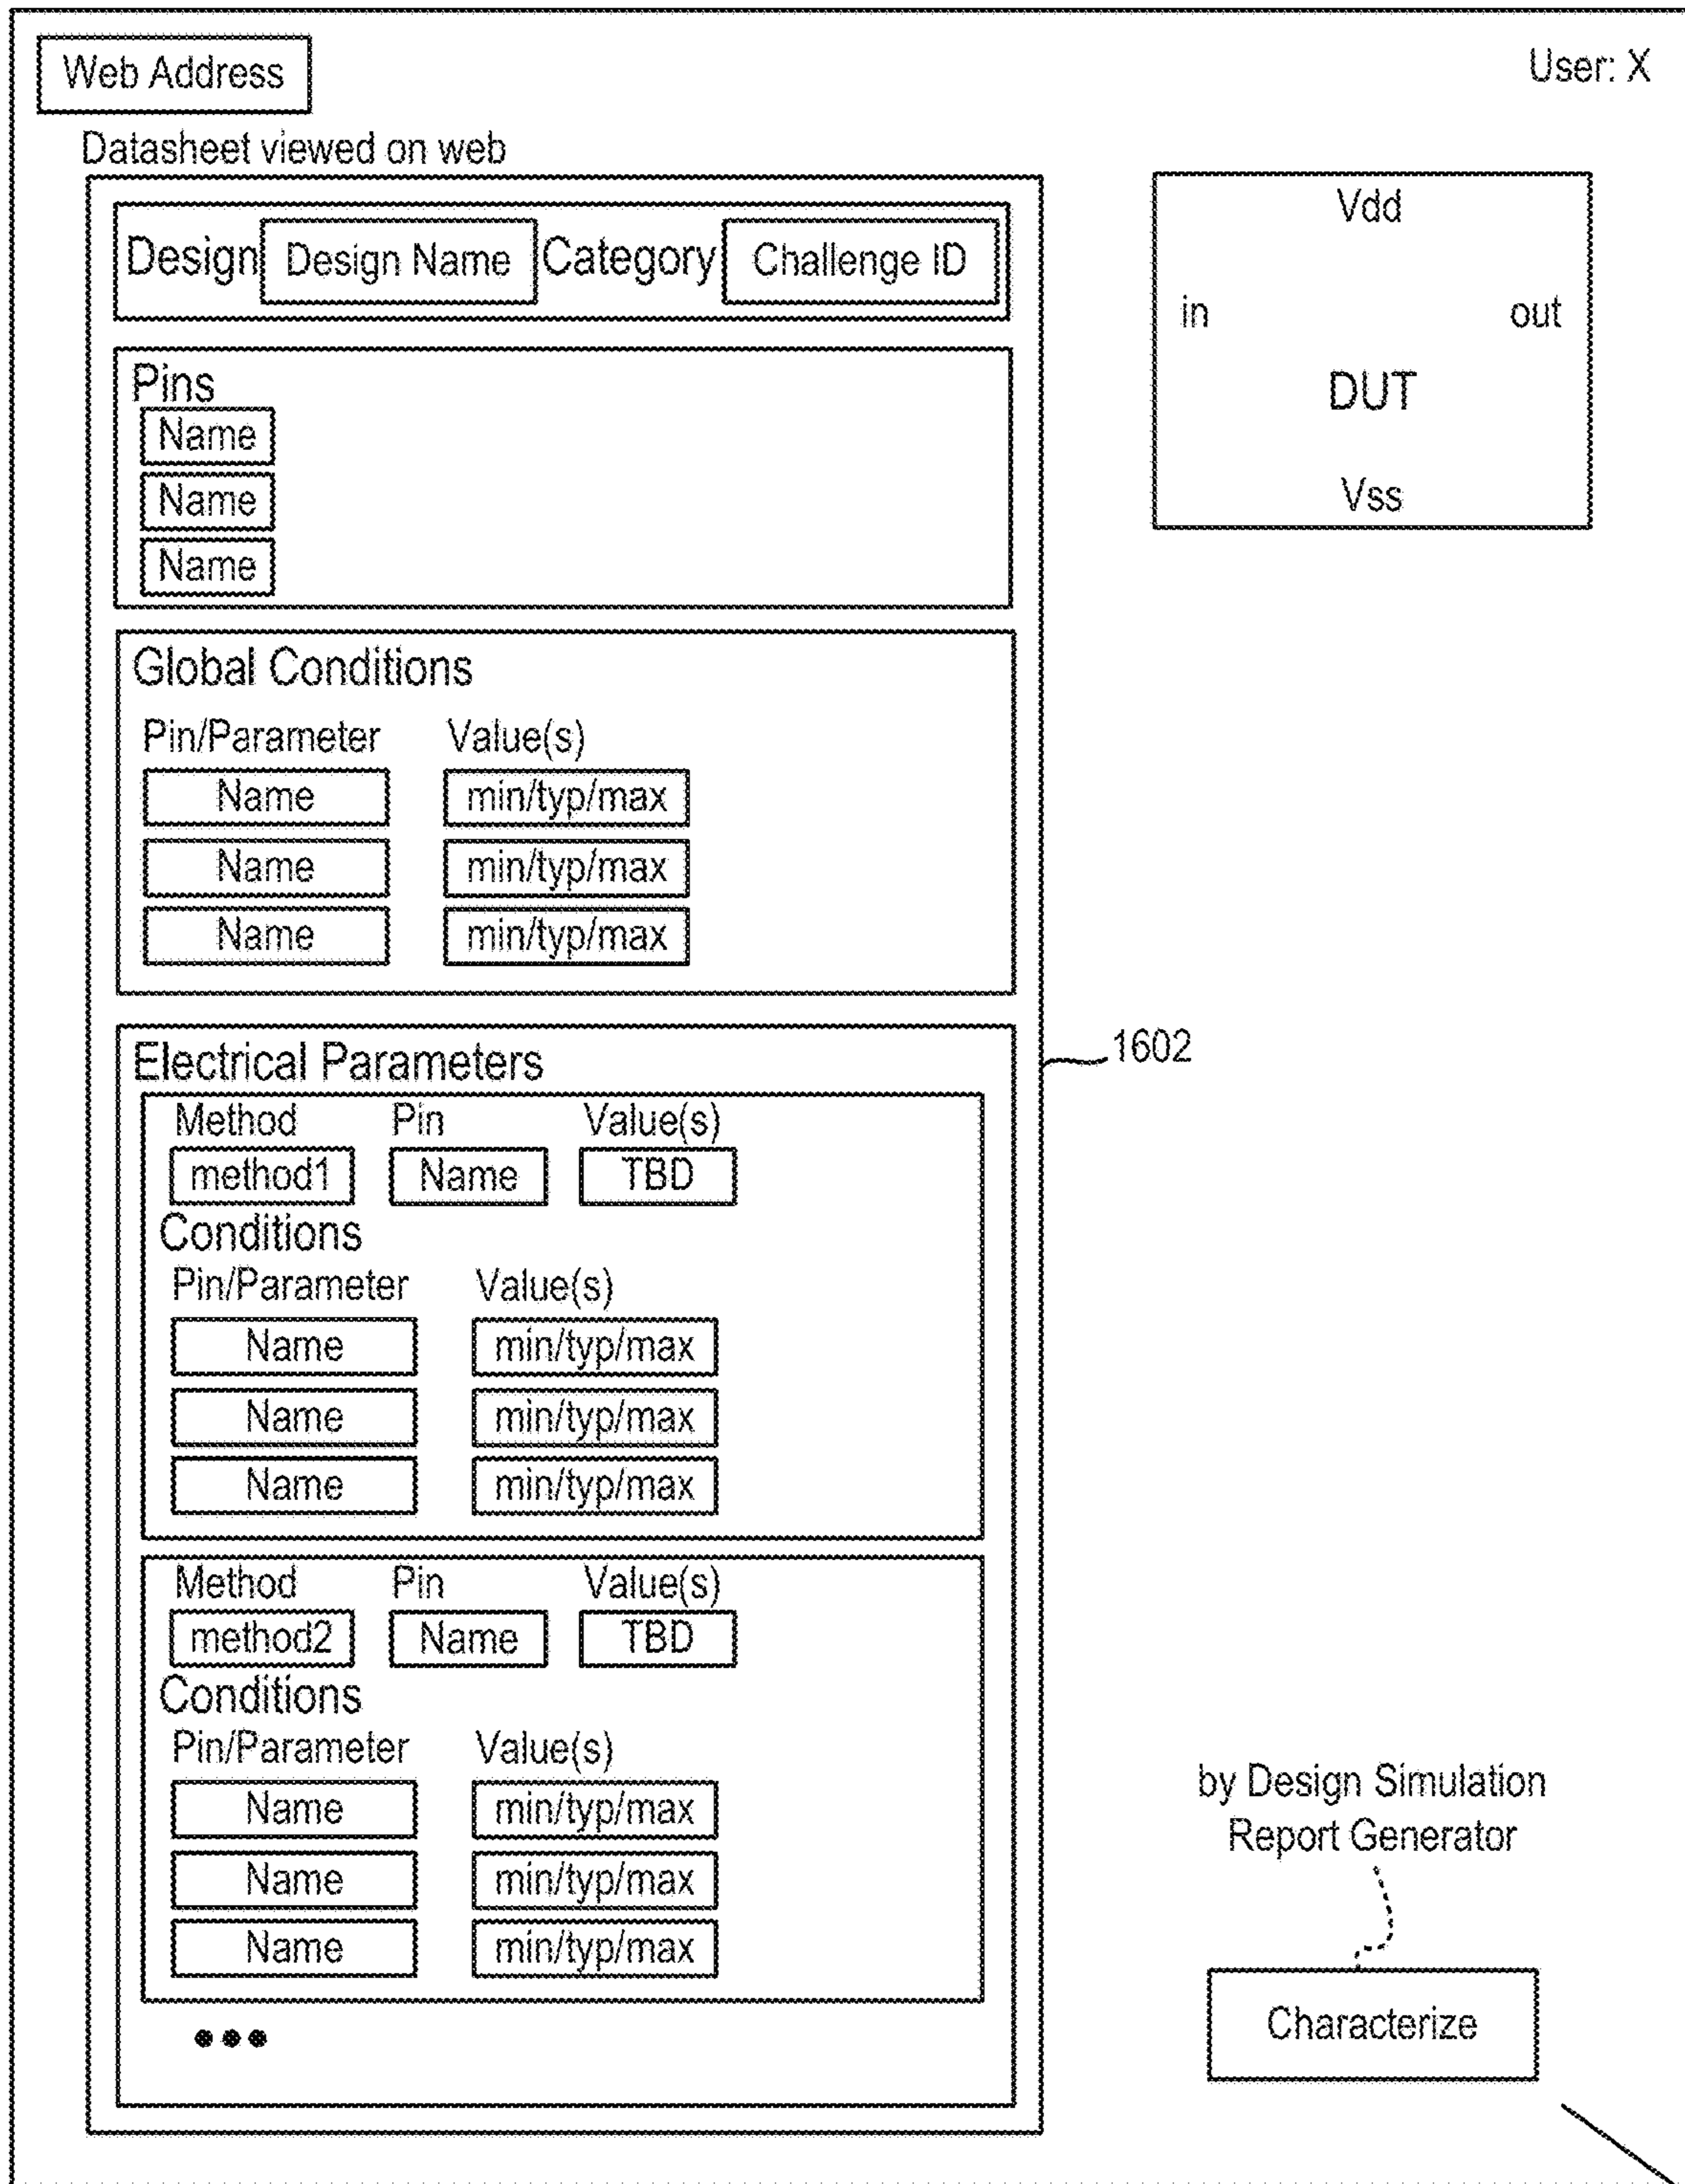 Web Address
User: X
Datasheet viewed on web
Design Design Name Category Challenge ID
Pins
Name
Name
Name
Global Conditions
Pin/Parameter Value(s)
Name min/typ/max
Name min/typ/max
Name min/typ/max
Electrical Parameters
Method Pin Value(s)
method1 Name TBD
Conditions
Pin/Parameter Value(s)
Name min/typ/max
Name min/typ/max
Name min/typ/max
Method Pin Value(s)
method2 Name TBD
Conditions
Pin/Parameter Value(s)
Name min/typ/max
Name min/typ/max
Name min/typ/max
•••
1602
Vdd
in out
DUT
Vss
by Design Simulation
Report Generator
Characterize